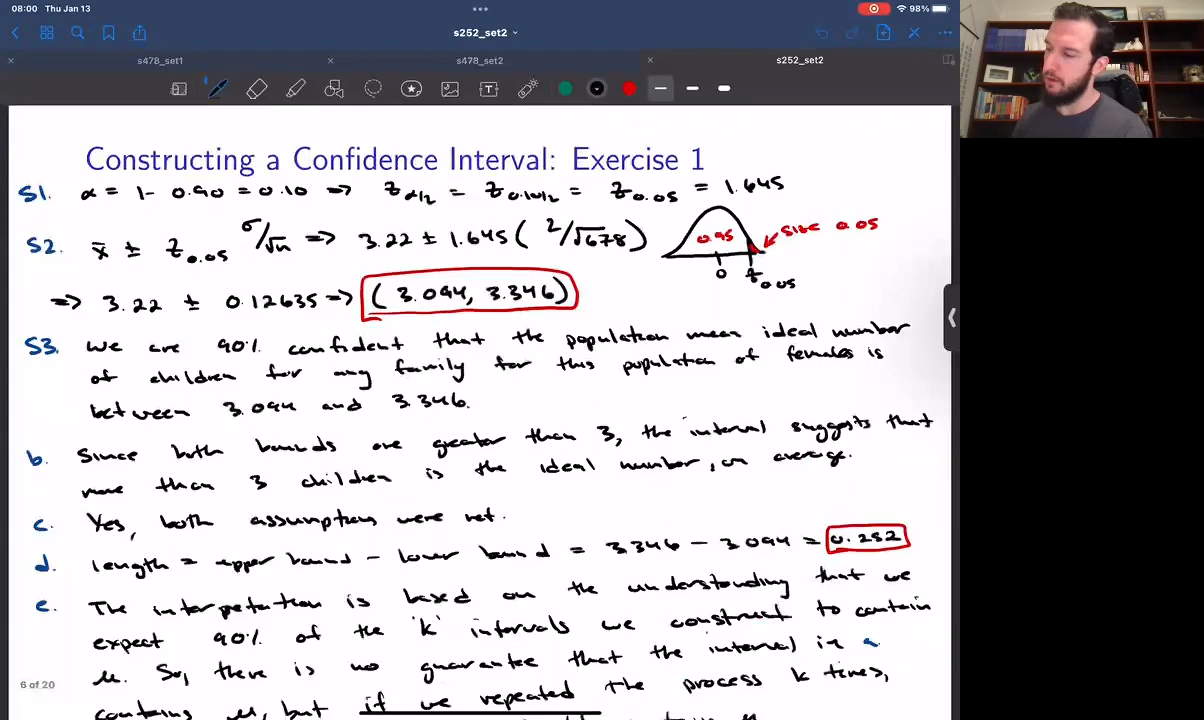 08:00 Thu Jan 13
98%
s252_set2
s478_set1
s478_set2
s252_set2
Constructing a Confidence Interval: Exercise 1
S1. α = 1 - 0.90 = 0.10 => Z α/2 = Z 0.10/2 = Z 0.05 = 1.645
S2. x̄ ± Z 0.05 σ/√n => 3.22 ± 1.645 ( 2/√678 )
0.95
size 0.05
0
Z 0.05
=> 3.22 ± 0.12635 => ( 3.094, 3.346 )
S3. We are 90% confident that the population mean ideal number
of children for any family for this population of females is
between 3.094 and 3.346.
b. Since both bounds are greater than 3, the interval suggests that
more than 3 children is the ideal number, on average.
c. Yes, both assumptions were met.
d. length = upper bound - lower bound = 3.346 - 3.094 = 0.252
e. The interpetation is based on the understanding that we
expect 90% of the 'k' intervals we construct to contain
μ. So, there is no guarantee that the interval in a
contains μ, but if we repeated the process k times,
6 of 20